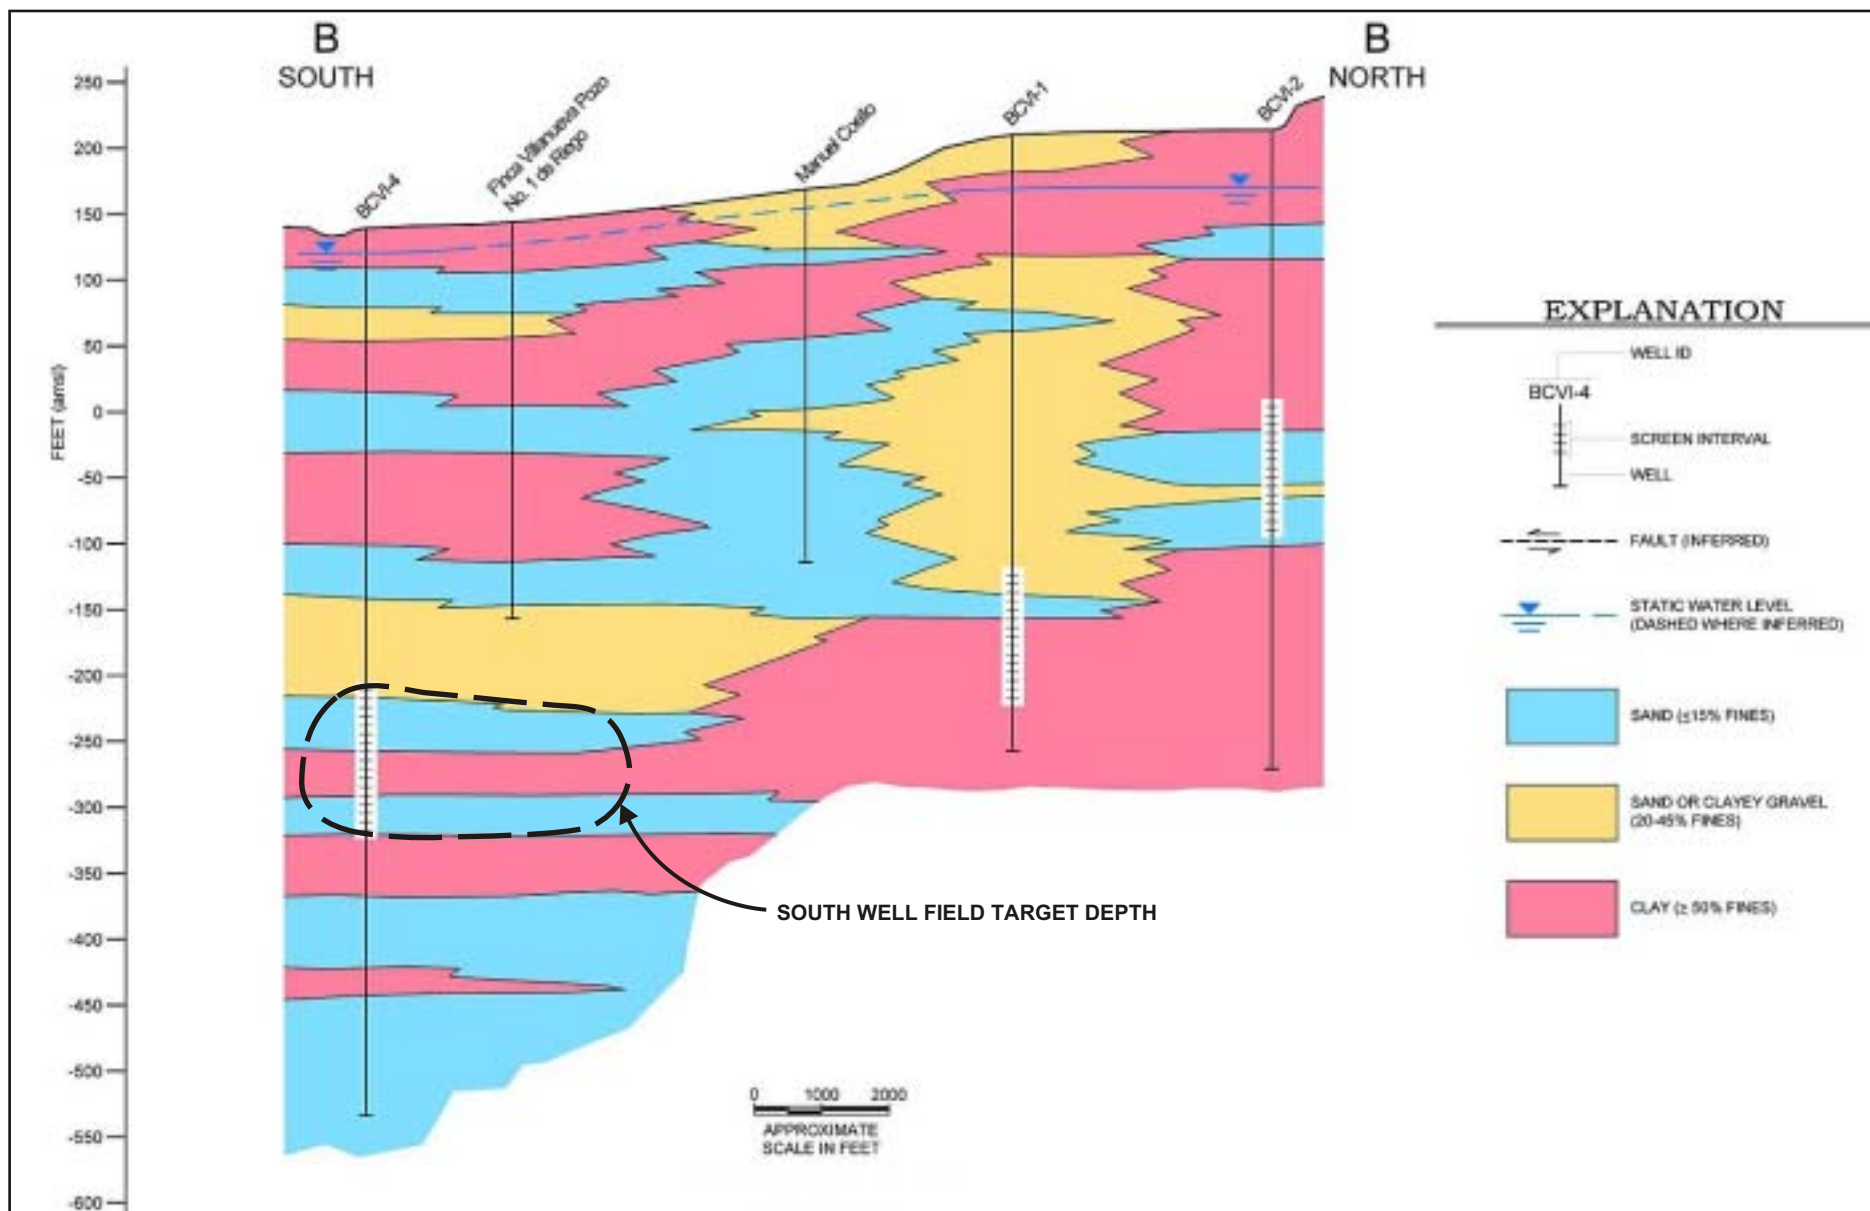 B
SOUTH
B
NORTH
BCVI-4
Finca Villanueva Pozo
No. 1 de Riego
Manuel Coello
BCVI-1
BCVI-2
FEET (amsl)
250
200
150
100
50
0
-50
-100
-150
-200
-250
-300
-350
-400
-450
-500
-550
-600
SOUTH WELL FIELD TARGET DEPTH
0 1000 2000
APPROXIMATE
SCALE IN FEET
EXPLANATION
WELL ID
BCVI-4
SCREEN INTERVAL
WELL
FAULT (INFERRED)
STATIC WATER LEVEL
(DASHED WHERE INFERRED)
SAND (≤15% FINES)
SAND OR CLAYEY GRAVEL
(20-45% FINES)
CLAY (≥ 50% FINES)